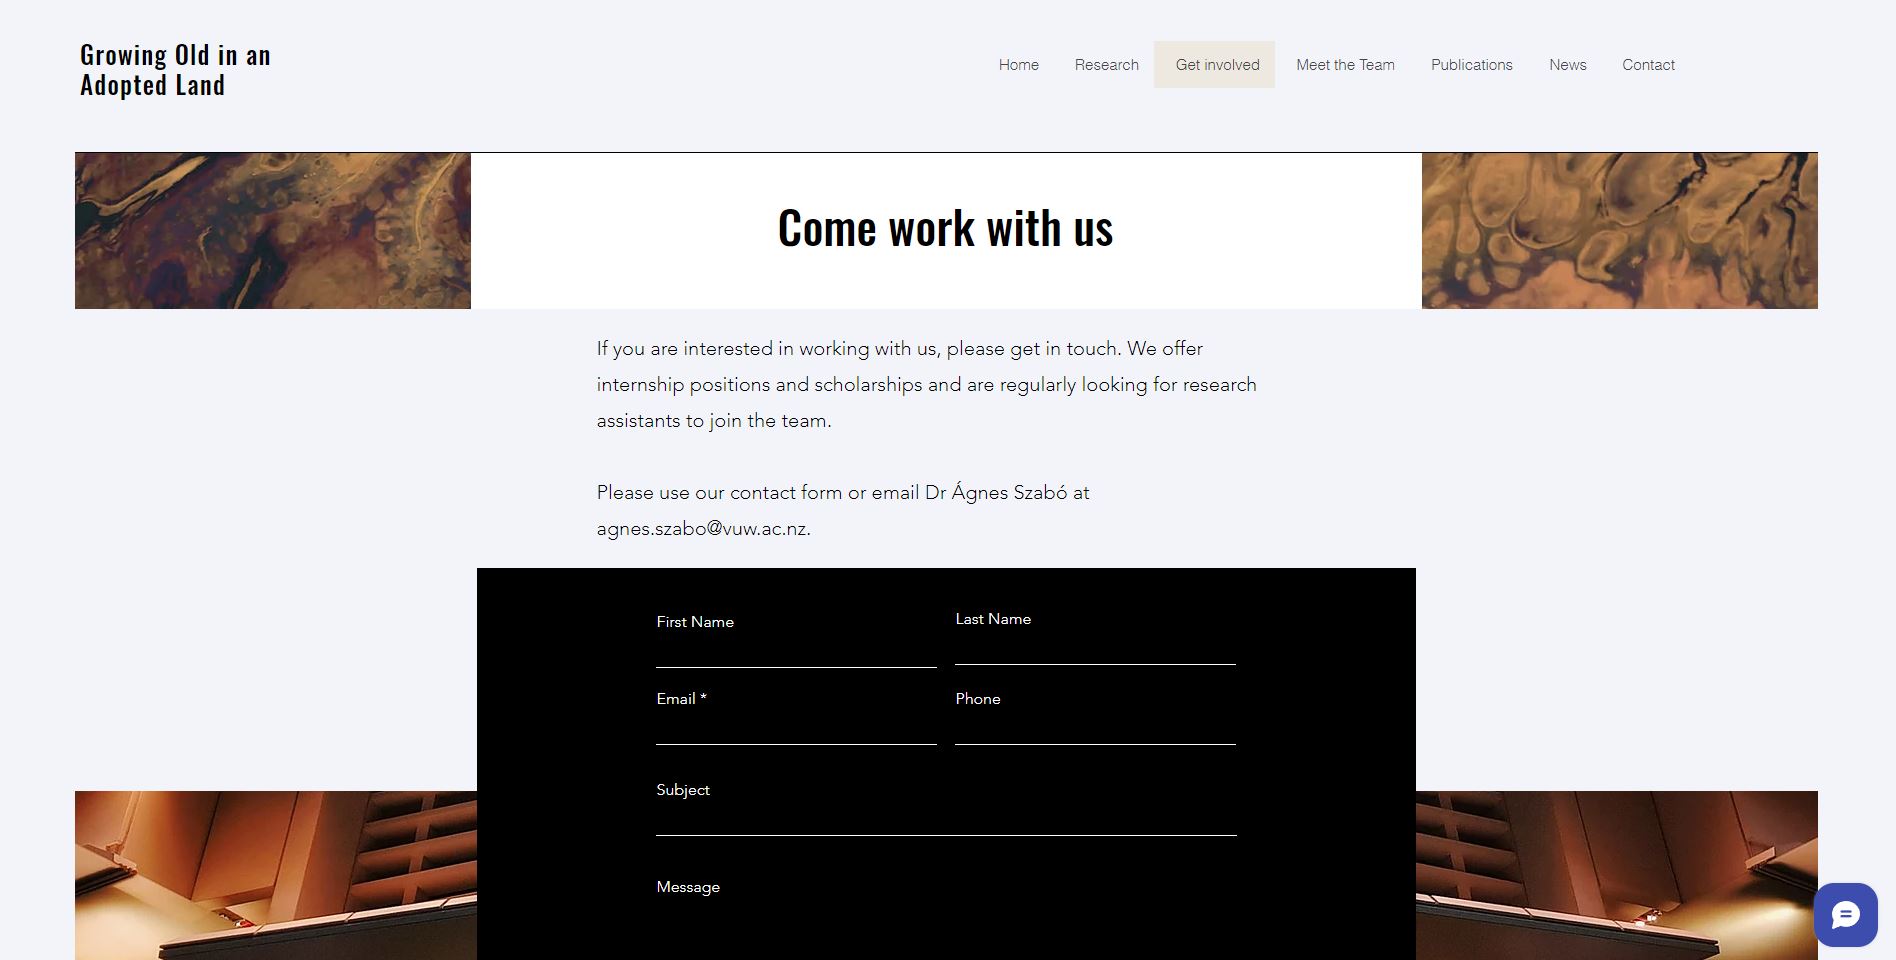 Growing Old in an
Adopted Land
Home
Research
Get involved
Meet the Team
Publications
News
Contact
Come work with us
If you are interested in working with us, please get in touch. We offer
internship positions and scholarships and are regularly looking for research
assistants to join the team.
Please use our contact form or email Dr Ágnes Szabó at
agnes.szabo@vuw.ac.nz.
First Name
Last Name
Email *
Phone
Subject
Message